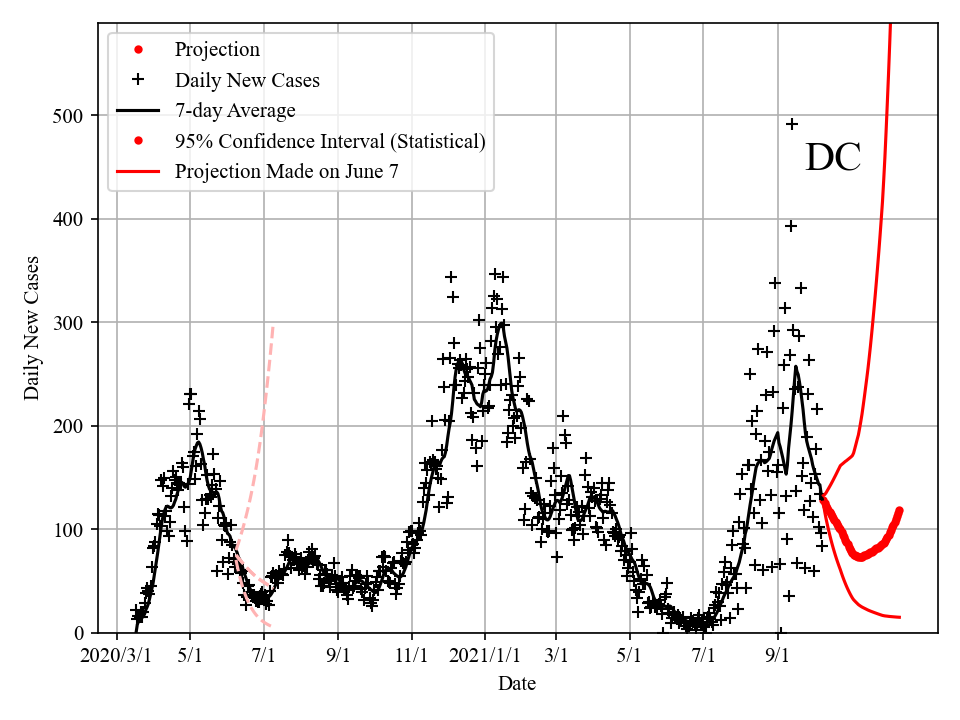 Projection
Daily New Cases
7-day Average
95% Confidence Interval (Statistical)
Projection Made on June 7
DC
500
400
300
200
100
0
Daily New Cases
2020/3/1 5/1 7/1 9/1 11/1 2021/1/1 3/1 5/1 7/1 9/1
Date